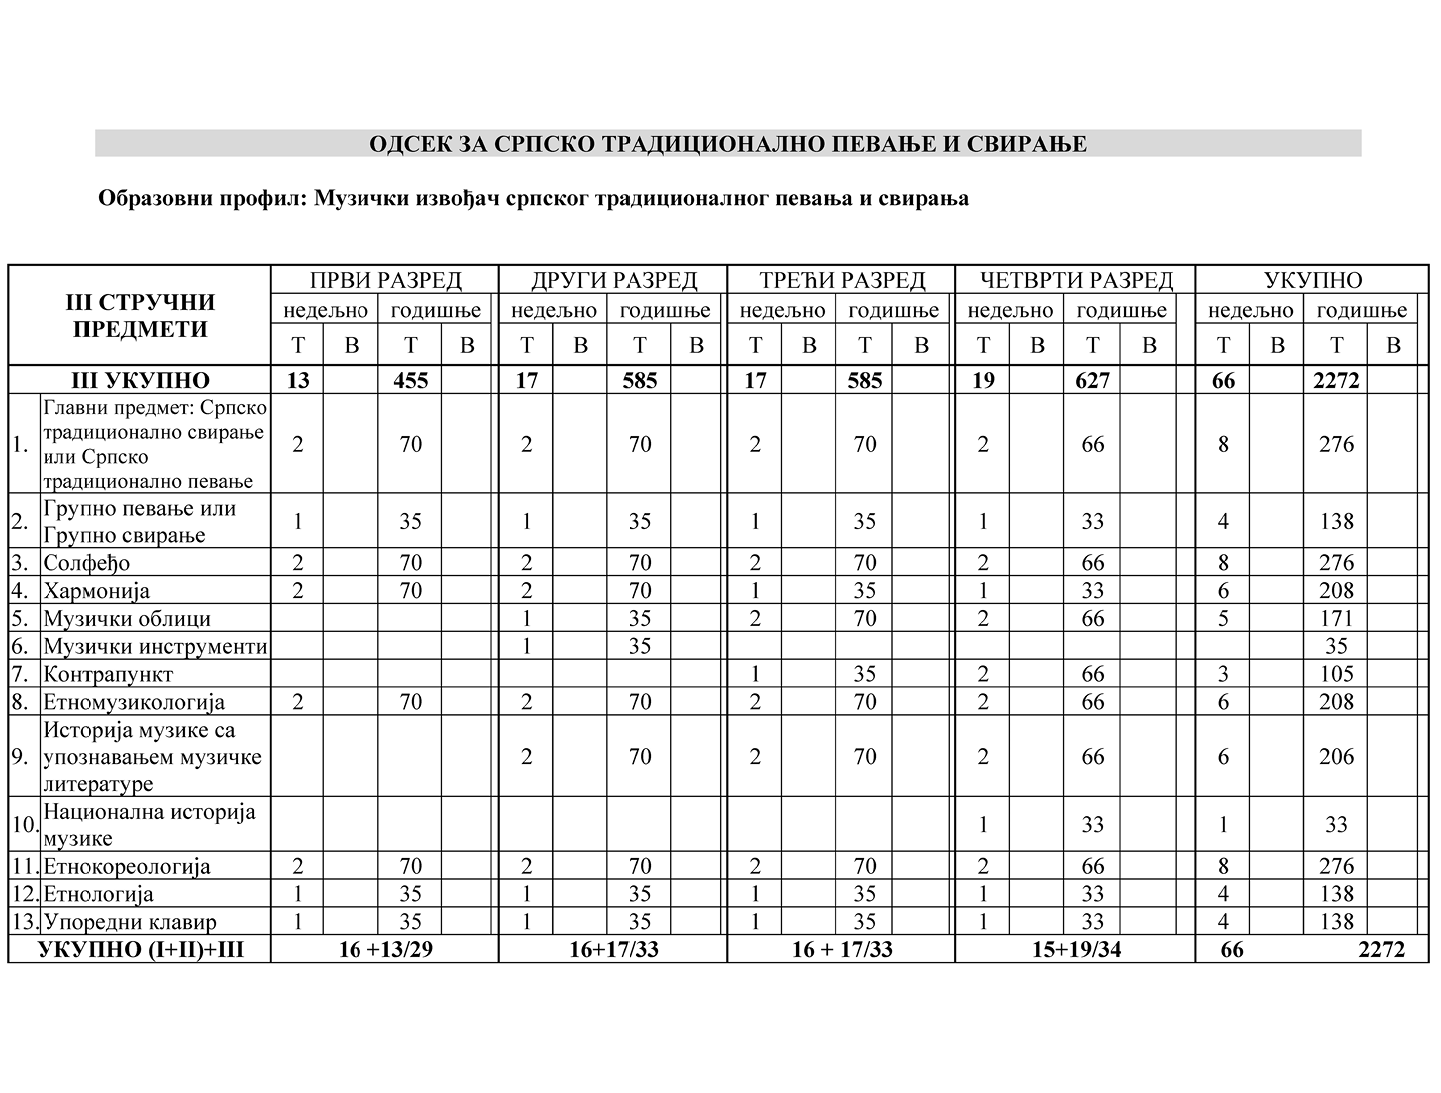 ОДСЕК ЗА СРПСКО ТРАДИЦИОНАЛНО ПЕВАЊЕ И СВИРАЊЕ
Образовни профил: Музички извођач српског традиционалног певања и свирања
III СТРУЧНИ ПРЕДМЕТИ ПРВИ РАЗРЕД ДРУГИ РАЗРЕД ТРЕЋИ РАЗРЕД ЧЕТВРТИ РАЗРЕД УКУПНО
недељно годишње недељно годишње недељно годишње недељно годишње недељно годишње
Т В Т В Т В Т В Т В Т В Т В Т В Т В Т В
III УКУПНО 13 455 17 585 17 585 19 627 66 2272
1. Главни предмет: Српско
традиционално свирање
или Српско
традиционално певање 2 70 2 70 2 70 2 66 8 276
2. Групно певање или
Групно свирање 1 35 1 35 1 35 1 33 4 138
3. Солфеђо 2 70 2 70 2 70 2 66 8 276
4. Хармонија 2 70 2 70 1 35 1 33 6 208
5. Музички облици 1 35 2 70 2 66 5 171
6. Музички инструменти 1 35 35
7. Контрапункт 1 35 2 66 3 105
8. Етномузикологија 2 70 2 70 2 70 2 66 6 208
9. Историја музике са
упознавањем музичке
литературе 2 70 2 70 2 66 6 206
10. Национална историја
музике 1 33 1 33
11. Етнокореологија 2 70 2 70 2 70 2 66 8 276
12. Етнологија 1 35 1 35 1 35 1 33 4 138
13. Упоредни клавир 1 35 1 35 1 35 1 33 4 138
УКУПНО (I+II)+III 16 +13/29 16+17/33 16 + 17/33 15+19/34 66 2272